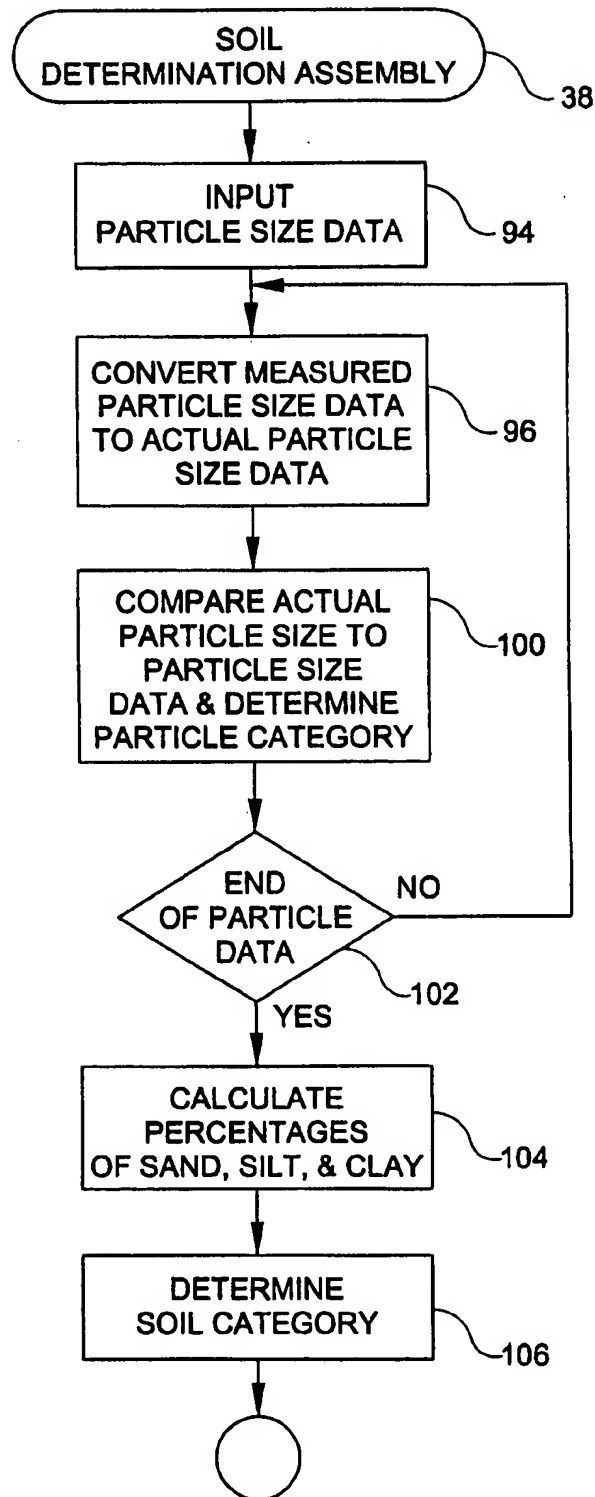 SOIL
DETERMINATION ASSEMBLY
38
INPUT
PARTICLE SIZE DATA
94
CONVERT MEASURED
PARTICLE SIZE DATA
TO ACTUAL PARTICLE
SIZE DATA
96
COMPARE ACTUAL
PARTICLE SIZE TO
PARTICLE SIZE
DATA & DETERMINE
PARTICLE CATEGORY
100
END
OF PARTICLE
DATA
NO
102
YES
CALCULATE
PERCENTAGES
OF SAND, SILT, & CLAY
104
DETERMINE
SOIL CATEGORY
106